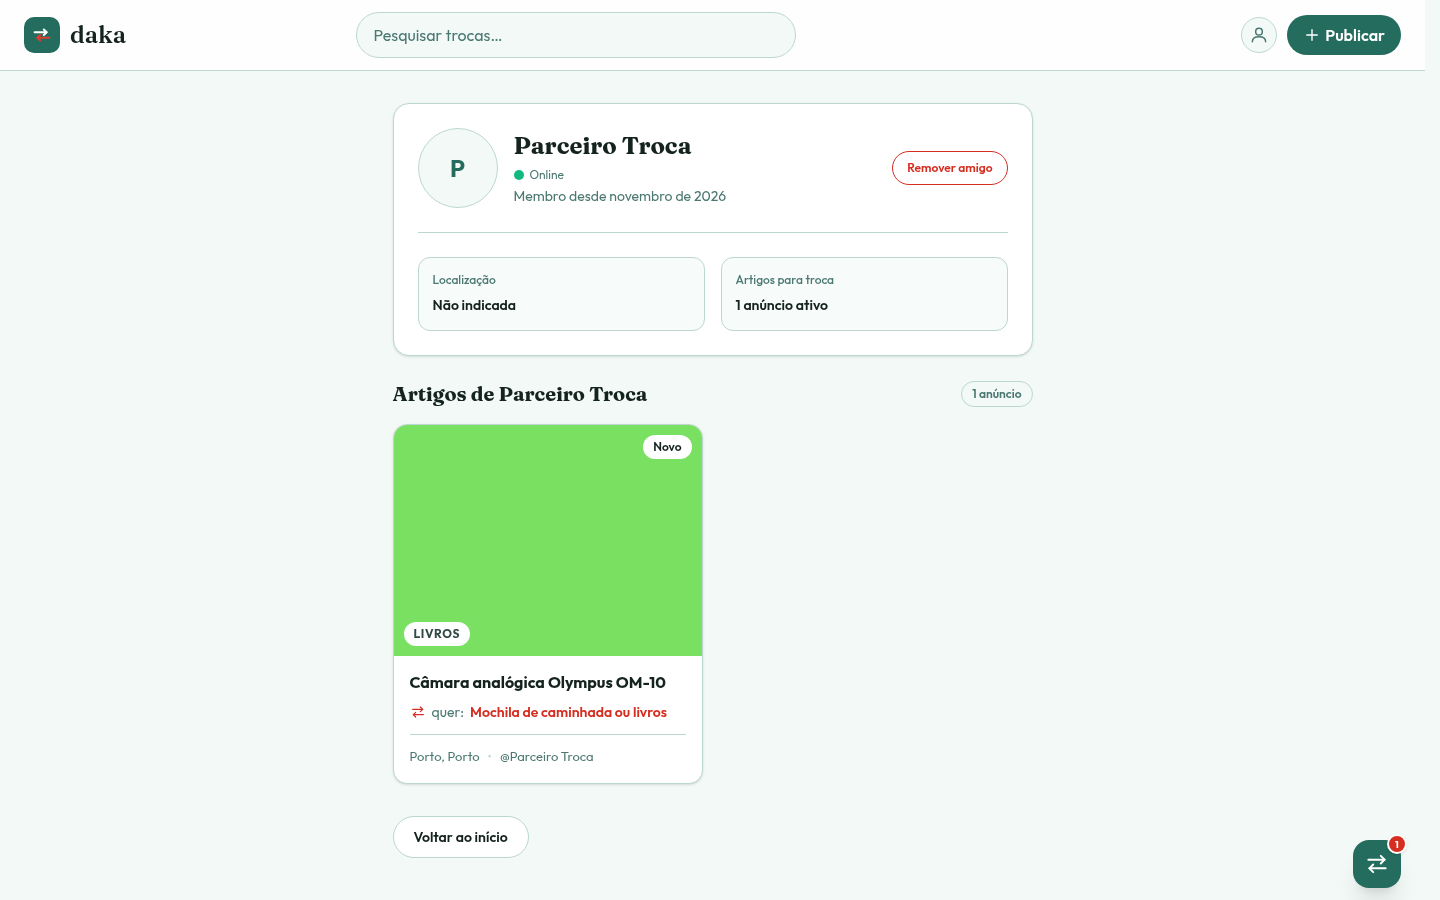 daka
Pesquisar trocas...
Publicar
P
Parceiro Troca
Online
Membro desde novembro de 2026
Remover amigo
Localização
Não indicada
Artigos para troca
1 anúncio ativo
Artigos de Parceiro Troca
1 anúncio
Novo
LIVROS
Câmara analógica Olympus OM-10
quer: Mochila de caminhada ou livros
Porto, Porto · @Parceiro Troca
Voltar ao início
1